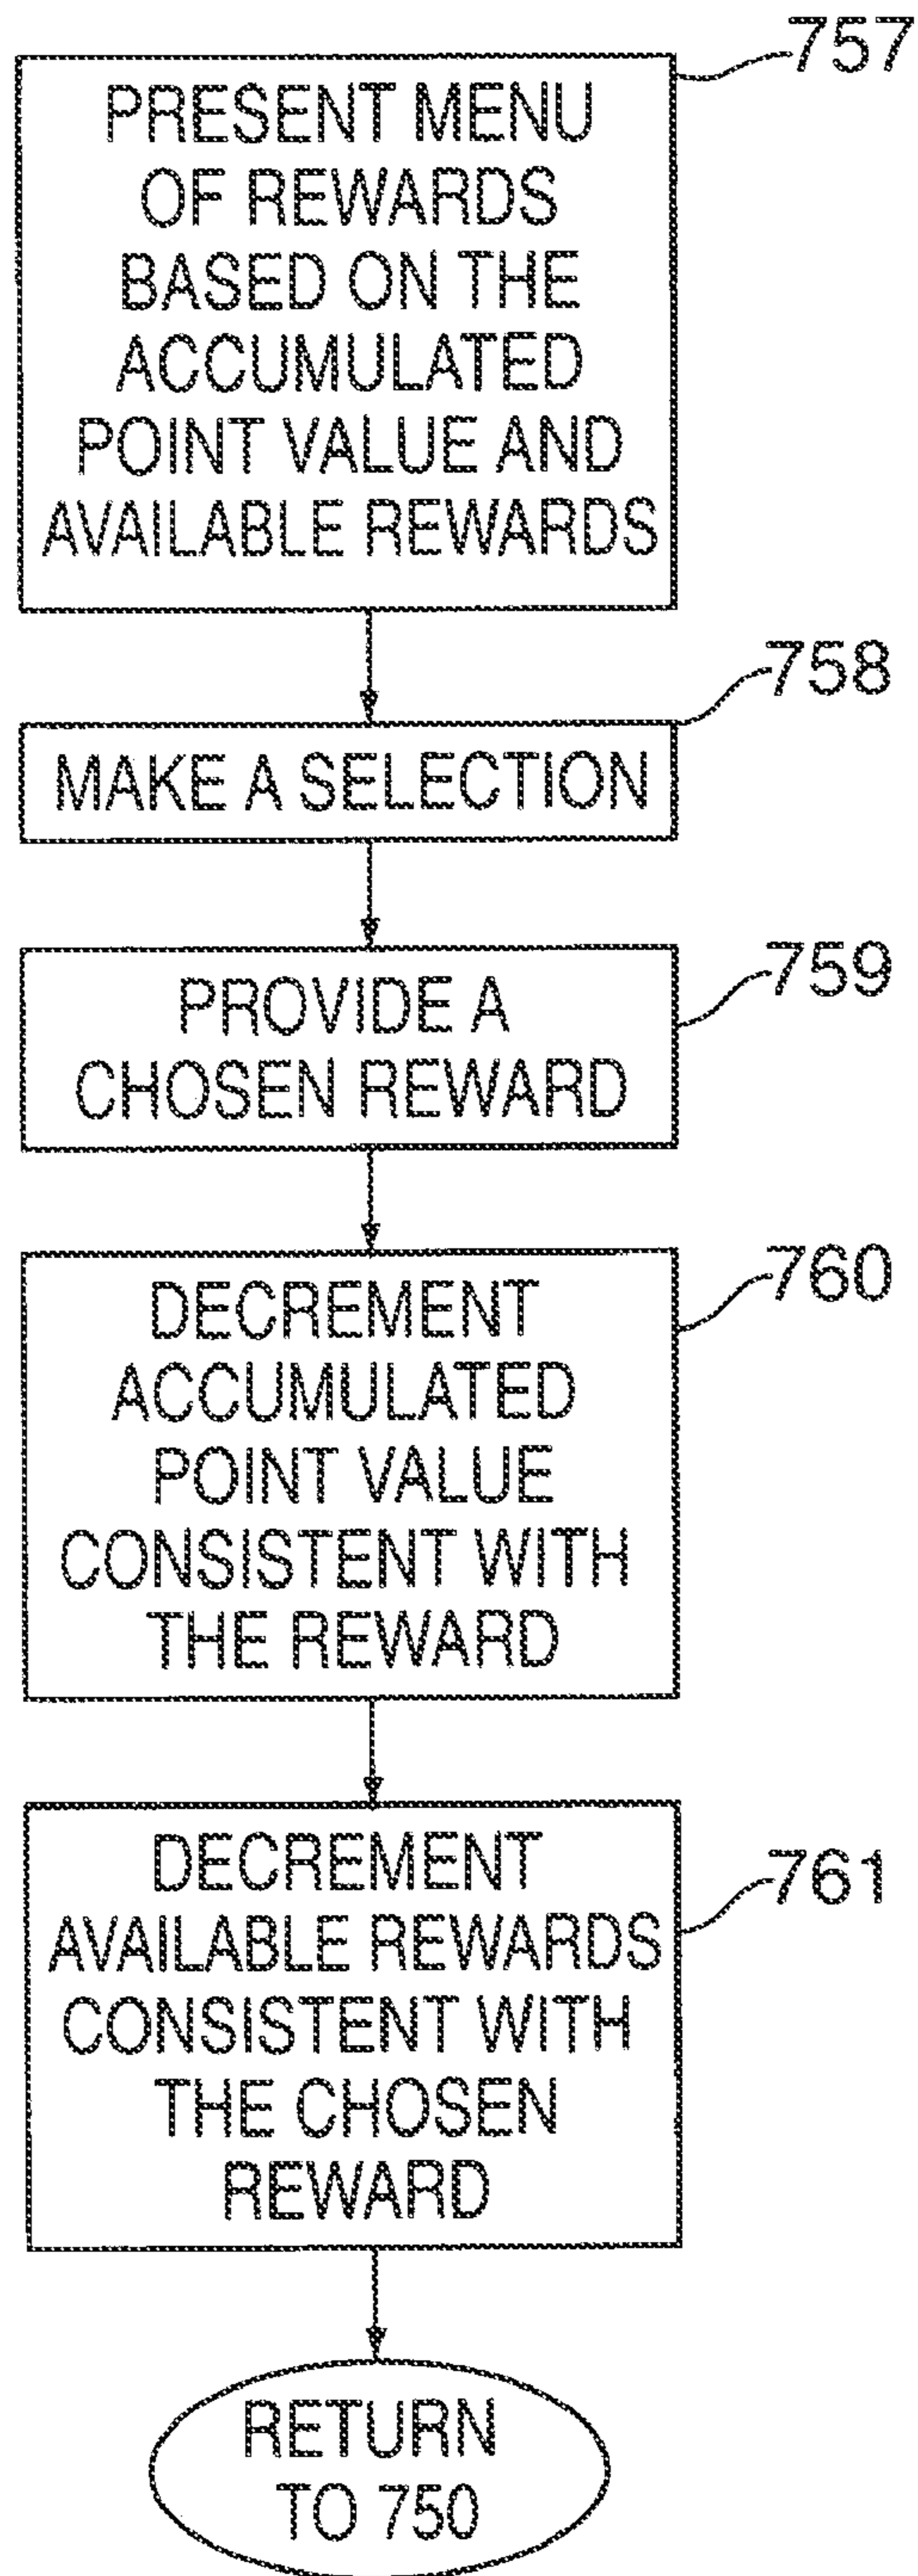 757
PRESENT MENU
OF REWARDS
BASED ON THE
ACCUMULATED
POINT VALUE AND
AVAILABLE REWARDS
758
MAKE A SELECTION
759
PROVIDE A
CHOSEN REWARD
760
DECREMENT
ACCUMULATED
POINT VALUE
CONSISTENT WITH
THE REWARD
761
DECREMENT
AVAILABLE REWARDS
CONSISTENT WITH
THE CHOSEN
REWARD
RETURN
TO 750